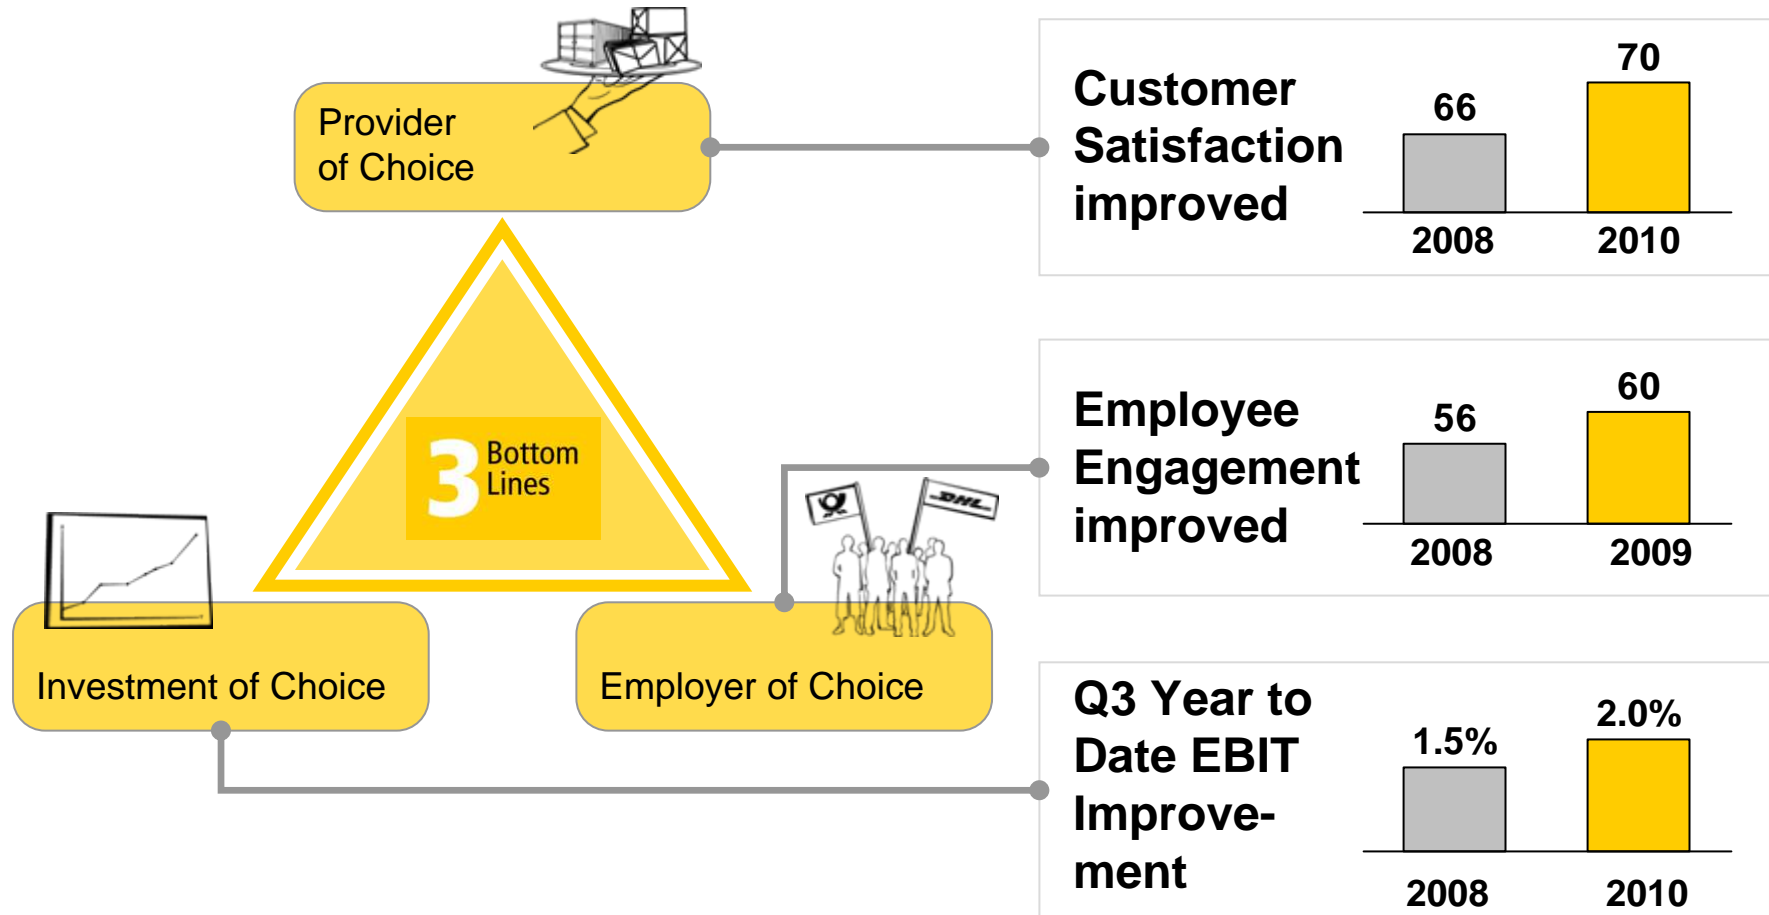 Provider
of Choice
3 Bottom
Lines
DHL
Investment of Choice
Employer of Choice
Customer
Satisfaction
improved
66
70
2008
2010
Employee
Engagement
improved
56
60
2008
2009
Q3 Year to
Date EBIT
Improve-
ment
1.5%
2.0%
2008
2010